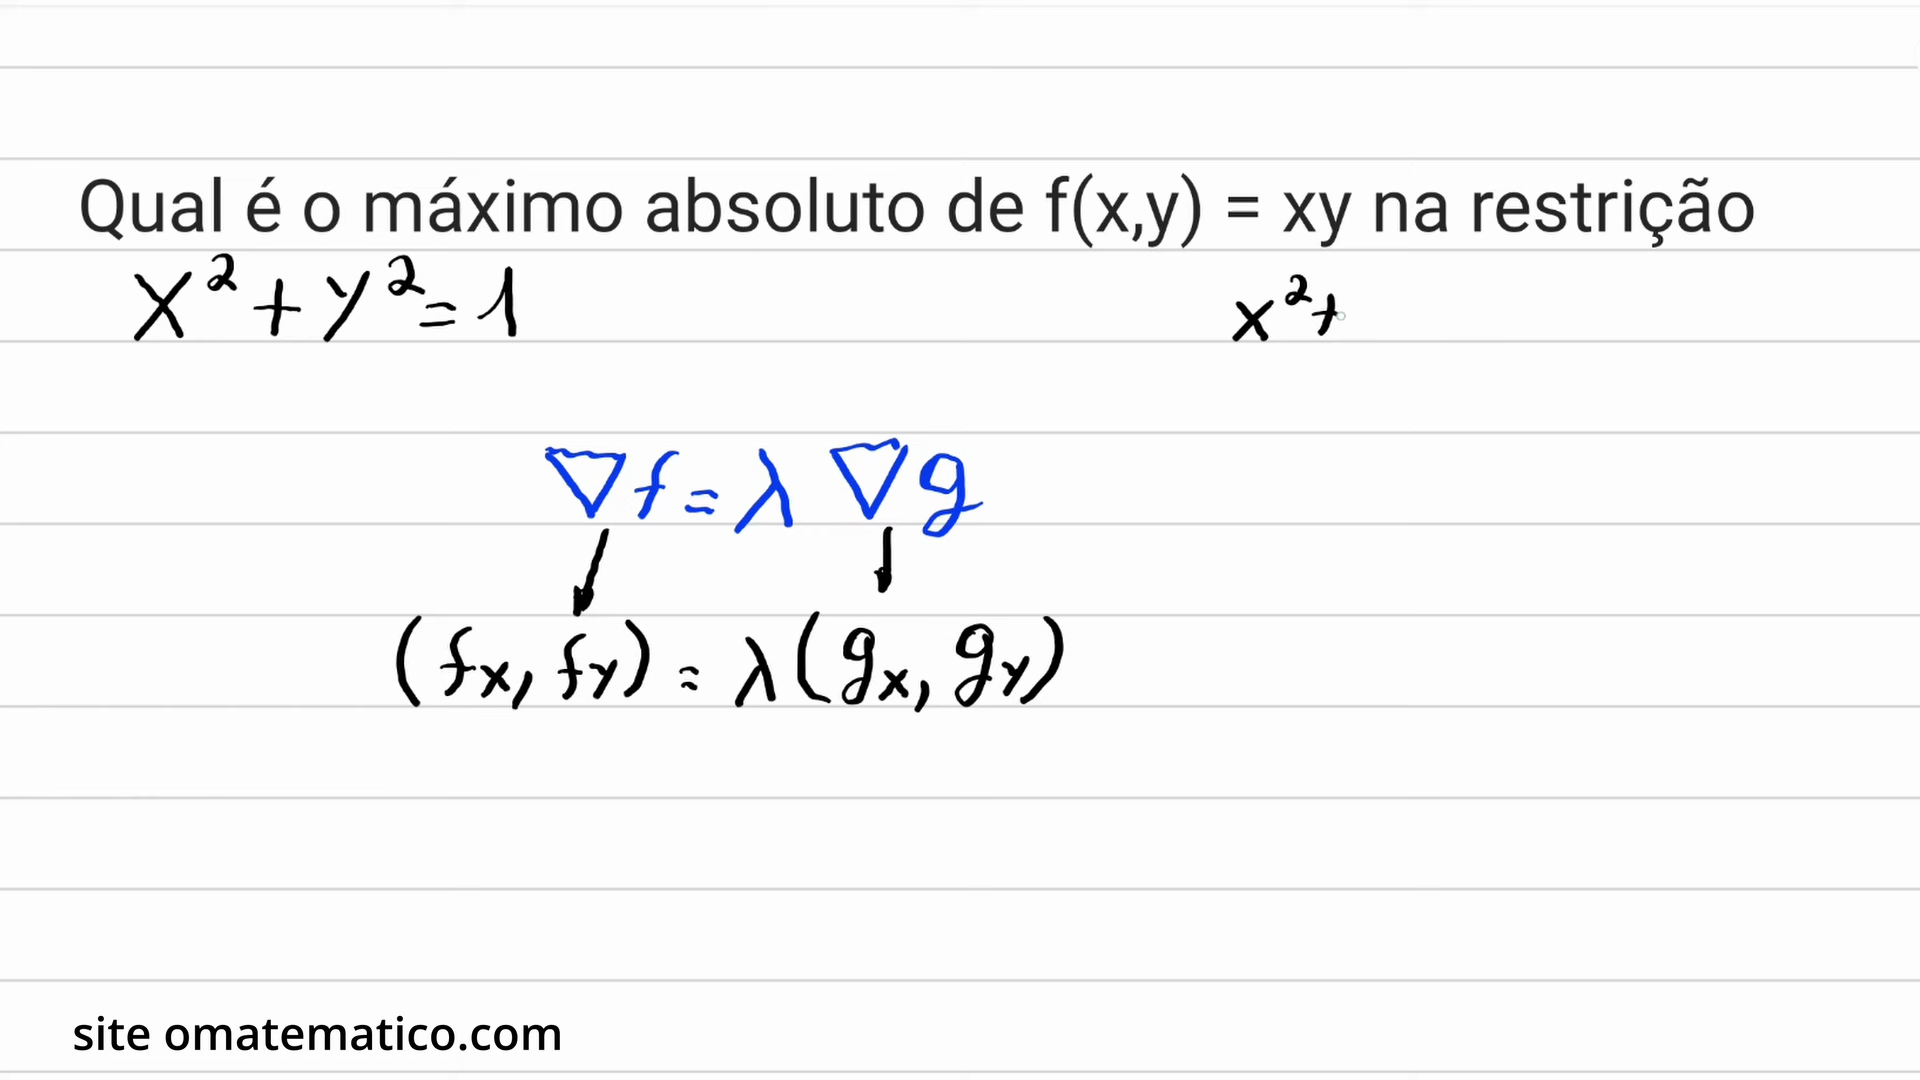 Qual é o máximo absoluto de f(x,y) = xy na restrição
x² + y² = 1 x² +
∇f = λ ∇g
(fx, fy) = λ(gx, gy)
site omatematico.com